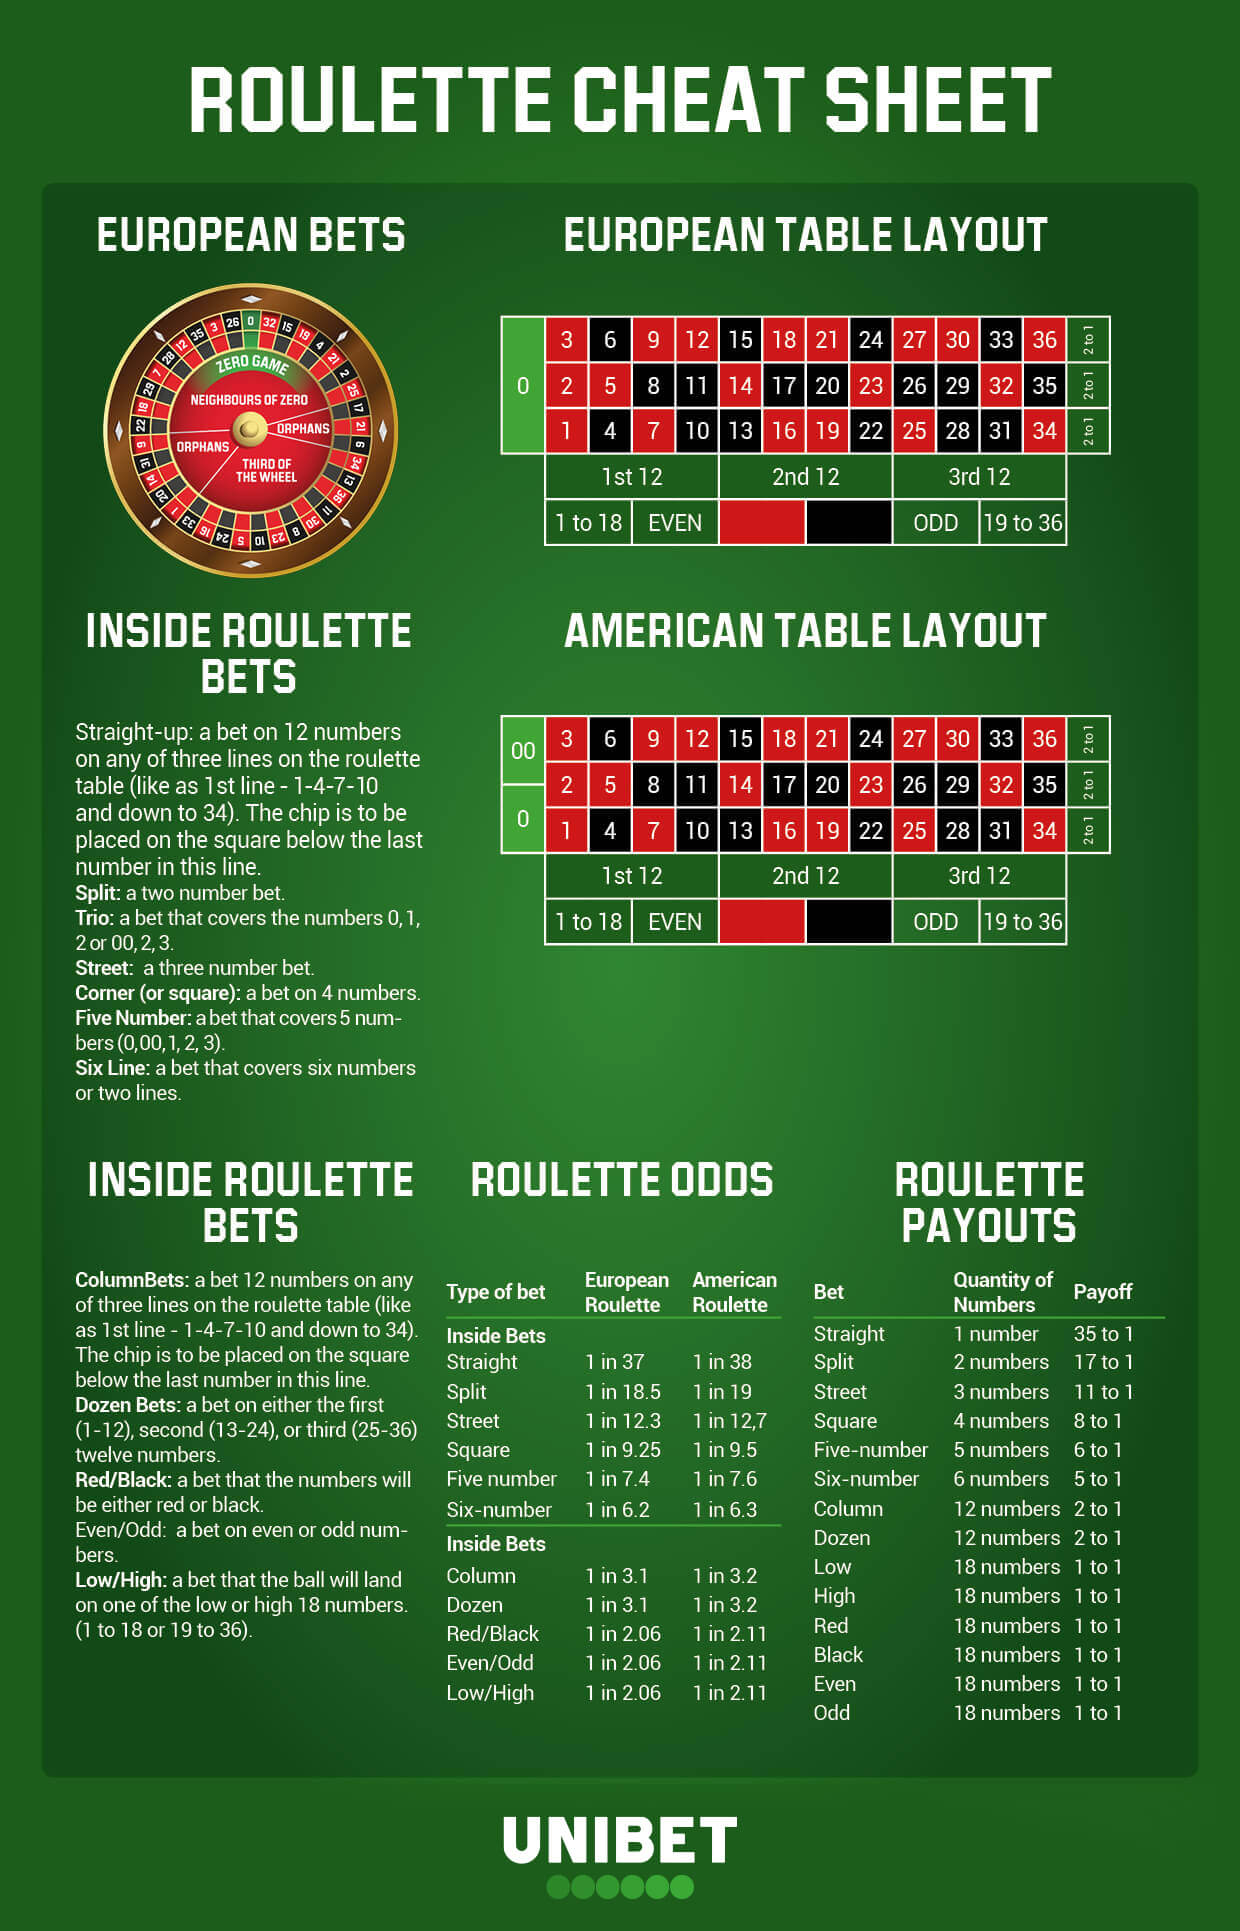 ROULETTE CHEAT SHEET
EUROPEAN BETS
0 32 15 19 4 21 2 25 17 21 6 34 13 36 11 30 8 23 10 5 24 16 33 1 20 14 31 9 22 18 29 7 28 12 35 3 26
ZERO GAME
NEIGHBOURS OF ZERO
ORPHANS
ORPHANS
THIRD OF
THE WHEEL
EUROPEAN TABLE LAYOUT
3 6 9 12 15 18 21 24 27 30 33 36 2 to 1
0 2 5 8 11 14 17 20 23 26 29 32 35 2 to 1
1 4 7 10 13 16 19 22 25 28 31 34 2 to 1
1st 12 2nd 12 3rd 12
1 to 18 EVEN ODD 19 to 36
INSIDE ROULETTE
BETS
Straight-up: a bet on 12 numbers
on any of three lines on the roulette
table (like as 1st line - 1-4-7-10
and down to 34). The chip is to be
placed on the square below the last
number in this line.
Split: a two number bet.
Trio: a bet that covers the numbers 0, 1,
2 or 00, 2, 3.
Street: a three number bet.
Corner (or square): a bet on 4 numbers.
Five Number: a bet that covers 5 num-
bers (0,00, 1, 2, 3).
Six Line: a bet that covers six numbers
or two lines.
AMERICAN TABLE LAYOUT
00 3 6 9 12 15 18 21 24 27 30 33 36 2 to 1
2 5 8 11 14 17 20 23 26 29 32 35 2 to 1
0 1 4 7 10 13 16 19 22 25 28 31 34 2 to 1
1st 12 2nd 12 3rd 12
1 to 18 EVEN ODD 19 to 36
INSIDE ROULETTE
BETS
ColumnBets: a bet 12 numbers on any
of three lines on the roulette table (like
as 1st line - 1-4-7-10 and down to 34).
The chip is to be placed on the square
below the last number in this line.
Dozen Bets: a bet on either the first
(1-12), second (13-24), or third (25-36)
twelve numbers.
Red/Black: a bet that the numbers will
be either red or black.
Even/Odd: a bet on even or odd num-
bers.
Low/High: a bet that the ball will land
on one of the low or high 18 numbers.
(1 to 18 or 19 to 36).
ROULETTE ODDS
Type of bet European Roulette American Roulette
Inside Bets
Straight 1 in 37 1 in 38
Split 1 in 18.5 1 in 19
Street 1 in 12.3 1 in 12,7
Square 1 in 9.25 1 in 9.5
Five number 1 in 7.4 1 in 7.6
Six-number 1 in 6.2 1 in 6.3
Inside Bets
Column 1 in 3.1 1 in 3.2
Dozen 1 in 3.1 1 in 3.2
Red/Black 1 in 2.06 1 in 2.11
Even/Odd 1 in 2.06 1 in 2.11
Low/High 1 in 2.06 1 in 2.11
ROULETTE
PAYOUTS
Bet Quantity of Numbers Payoff
Straight 1 number 35 to 1
Split 2 numbers 17 to 1
Street 3 numbers 11 to 1
Square 4 numbers 8 to 1
Five-number 5 numbers 6 to 1
Six-number 6 numbers 5 to 1
Column 12 numbers 2 to 1
Dozen 12 numbers 2 to 1
Low 18 numbers 1 to 1
High 18 numbers 1 to 1
Red 18 numbers 1 to 1
Black 18 numbers 1 to 1
Even 18 numbers 1 to 1
Odd 18 numbers 1 to 1
UNIBET